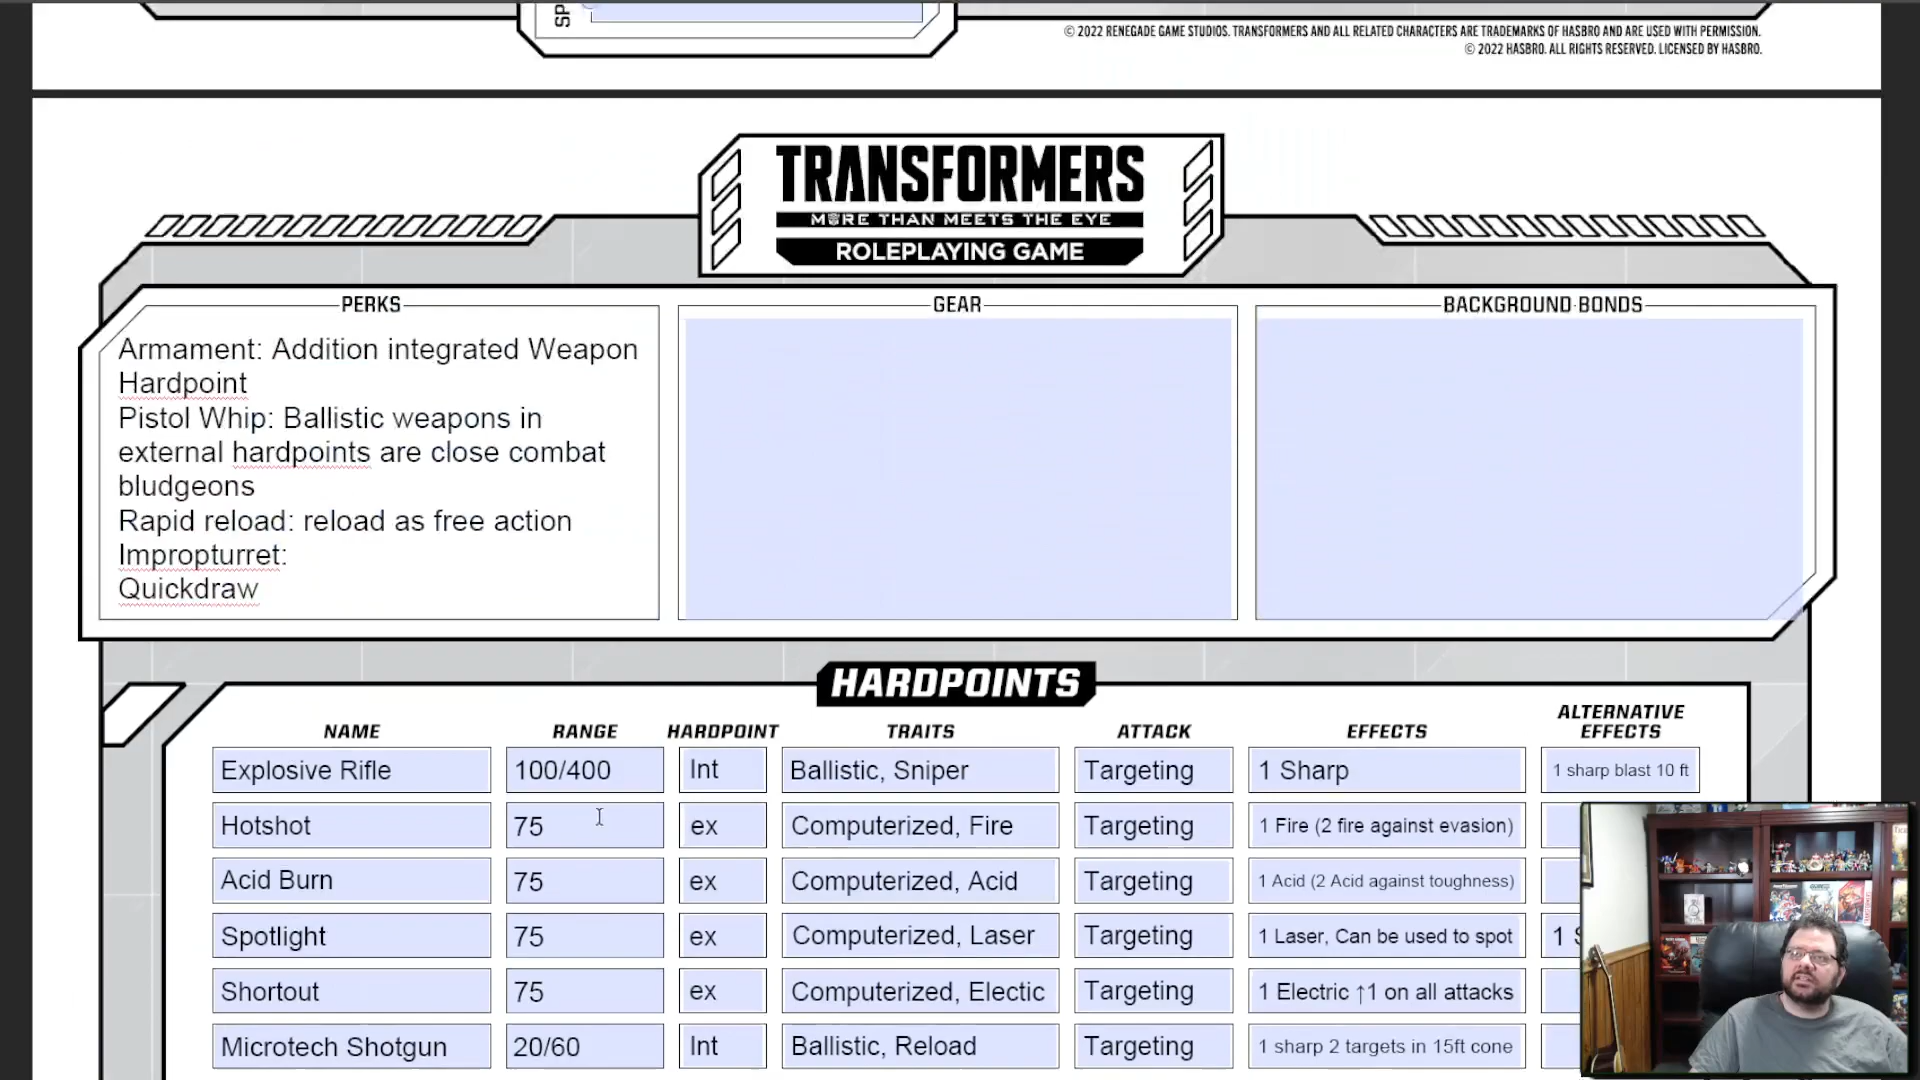 SP
© 2022 RENEGADE GAME STUDIOS. TRANSFORMERS AND ALL RELATED CHARACTERS ARE TRADEMARKS OF HASBRO AND ARE USED WITH PERMISSION.
© 2022 HASBRO. ALL RIGHTS RESERVED. LICENSED BY HASBRO.
TRANSFORMERS
MORE THAN MEETS THE EYE
ROLEPLAYING GAME
PERKS
Armament: Addition integrated Weapon
Hardpoint
Pistol Whip: Ballistic weapons in
external hardpoints are close combat
bludgeons
Rapid reload: reload as free action
Impropturret:
Quickdraw
GEAR
BACKGROUND BONDS
HARDPOINTS
NAME RANGE HARDPOINT TRAITS ATTACK EFFECTS ALTERNATIVE EFFECTS
Explosive Rifle 100/400 Int Ballistic, Sniper Targeting 1 Sharp 1 sharp blast 10 ft
Hotshot 75 ex Computerized, Fire Targeting 1 Fire (2 fire against evasion)
Acid Burn 75 ex Computerized, Acid Targeting 1 Acid (2 Acid against toughness)
Spotlight 75 ex Computerized, Laser Targeting 1 Laser, Can be used to spot 1
Shortout 75 ex Computerized, Electic Targeting 1 Electric ↑1 on all attacks
Microtech Shotgun 20/60 Int Ballistic, Reload Targeting 1 sharp 2 targets in 15ft cone